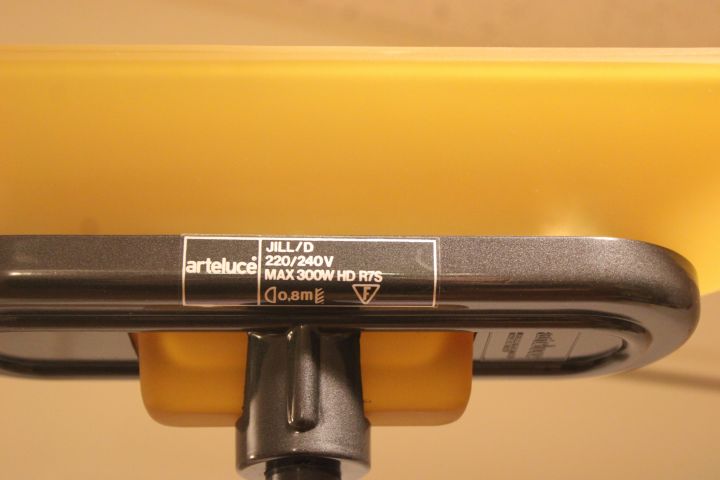 arteluce
JILL/D
220/240V
MAX 300W HD R7S
0,8m F